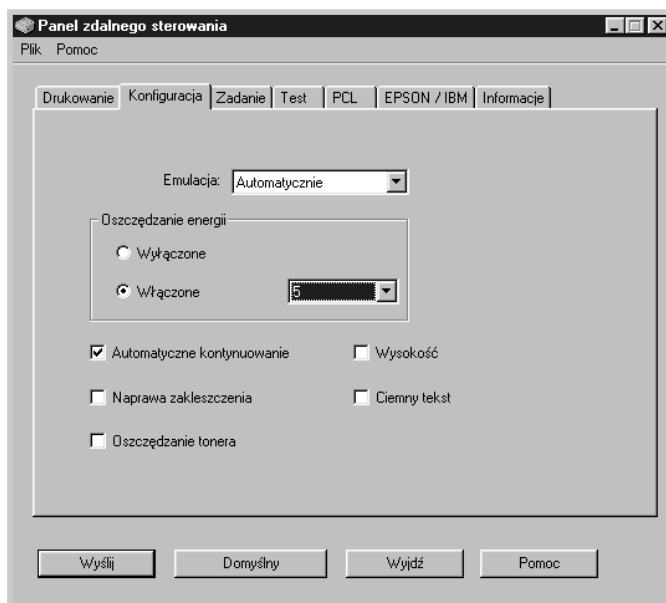 Panel zdalnego sterowania
Plik Pomoc
Drukowanie Konfiguracja Zadanie Test PCL EPSON / IBM Informacje
Emulacja: Automatycznie
Oszczędzanie energii
Wyłączone
Włączone 5
Automatyczne kontynuowanie Wysokość
Naprawa zakleszczenia Ciemny tekst
Oszczędzanie tonera
Wyślij Domyślny Wyjdź Pomoc